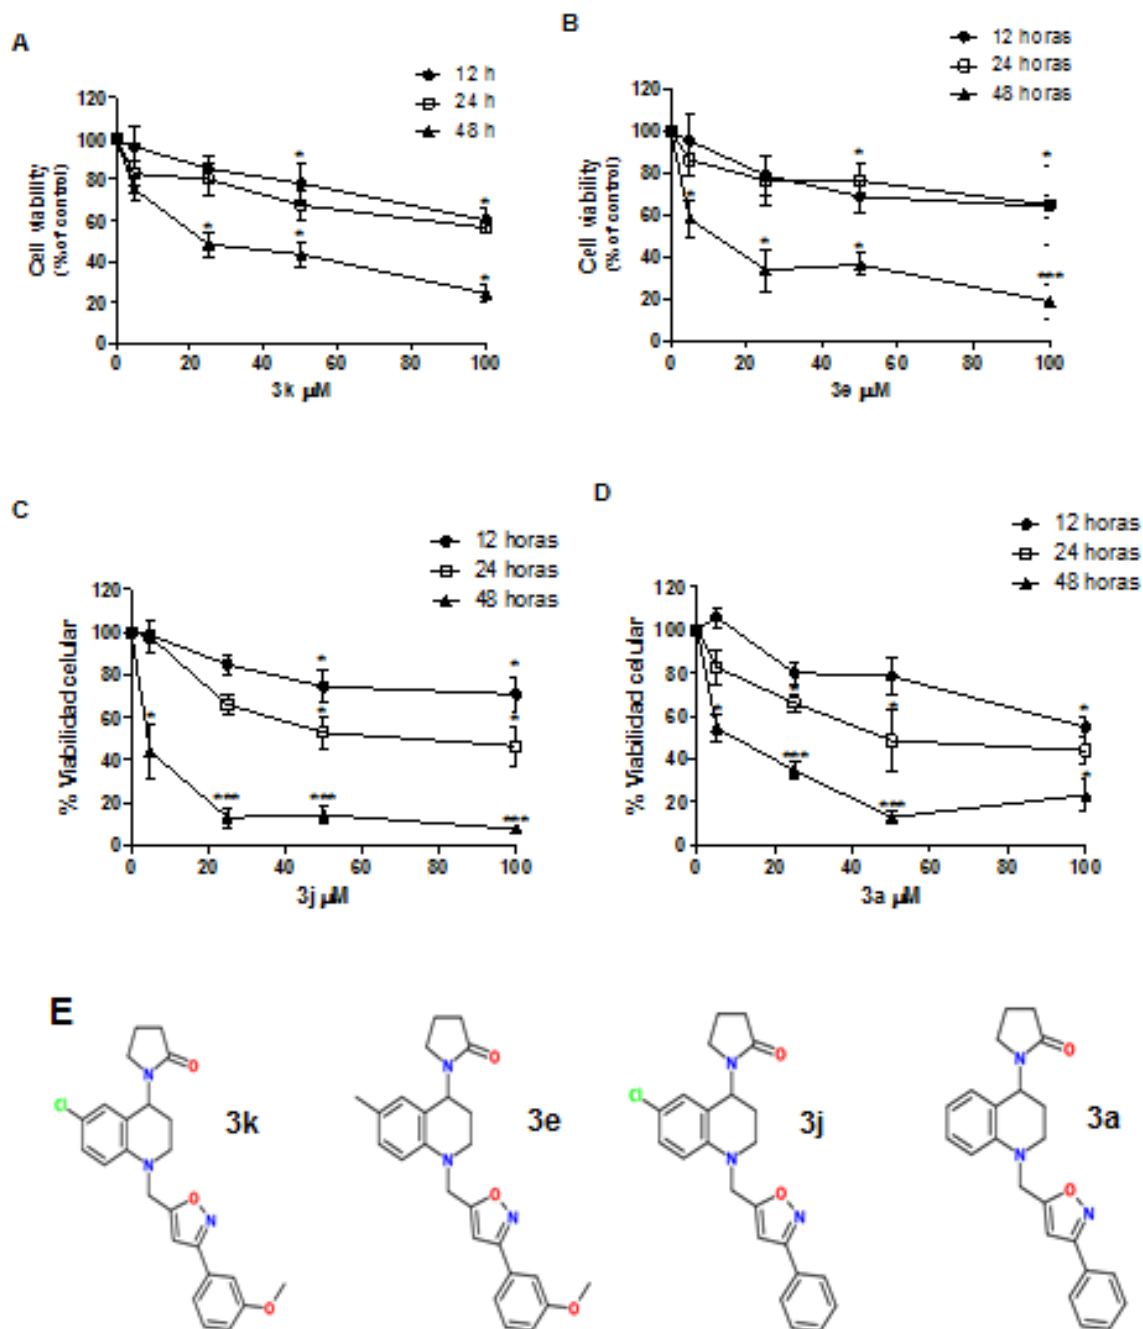 A
12 h
24 h
48 h
120
100
80
60
40
20
0
Cell viability
(% of control)
*
*
*
*
*
0 20 40 60 80 100
3k µM
B
12 horas
24 horas
48 horas
120
100
80
60
40
20
0
Cell viability
(% of control)
*
*
*
*
*
***
0 20 40 60 80 100
3e µM
C
12 horas
24 horas
48 horas
120
100
80
60
40
20
0
% Viabilidad celular
*
*
*
*
*
***
***
***
0 20 40 60 80 100
3j µM
D
12 horas
24 horas
48 horas
120
100
80
60
40
20
0
% Viabilidad celular
*
*
*
*
***
***
*
0 20 40 60 80 100
3a µM
E
N O
Cl
3k
N
O
N
O
N O
3e
N
O
N
O
N O
Cl
3j
N
O
N
N O
3a
N
O
N